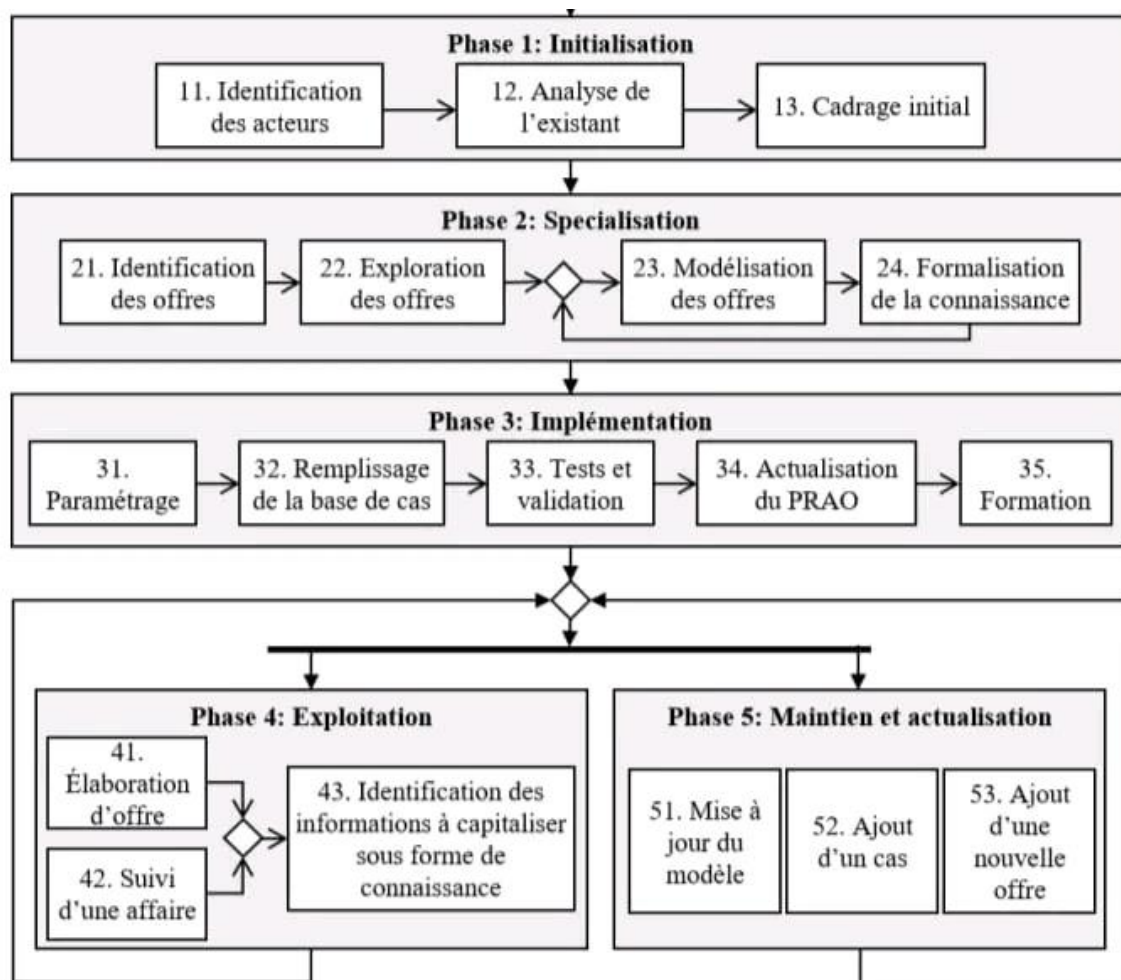 Phase 1: Initialisation
11. Identification
des acteurs
12. Analyse de
l'existant
13. Cadrage initial
Phase 2: Specialisation
21. Identification
des offres
22. Exploration
des offres
23. Modélisation
des offres
24. Formalisation
de la connaissance
Phase 3: Implémentation
31.
Paramétrage
32. Remplissage
de la base de cas
33. Tests et
validation
34. Actualisation
du PRAO
35.
Formation
Phase 4: Exploitation
41.
Élaboration
d'offre
42. Suivi
d'une affaire
43. Identification des
informations à capitaliser
sous forme de
connaissance
Phase 5: Maintien et actualisation
51. Mise à
jour du
modèle
52. Ajout
d'un cas
53. Ajout
d'une
nouvelle
offre